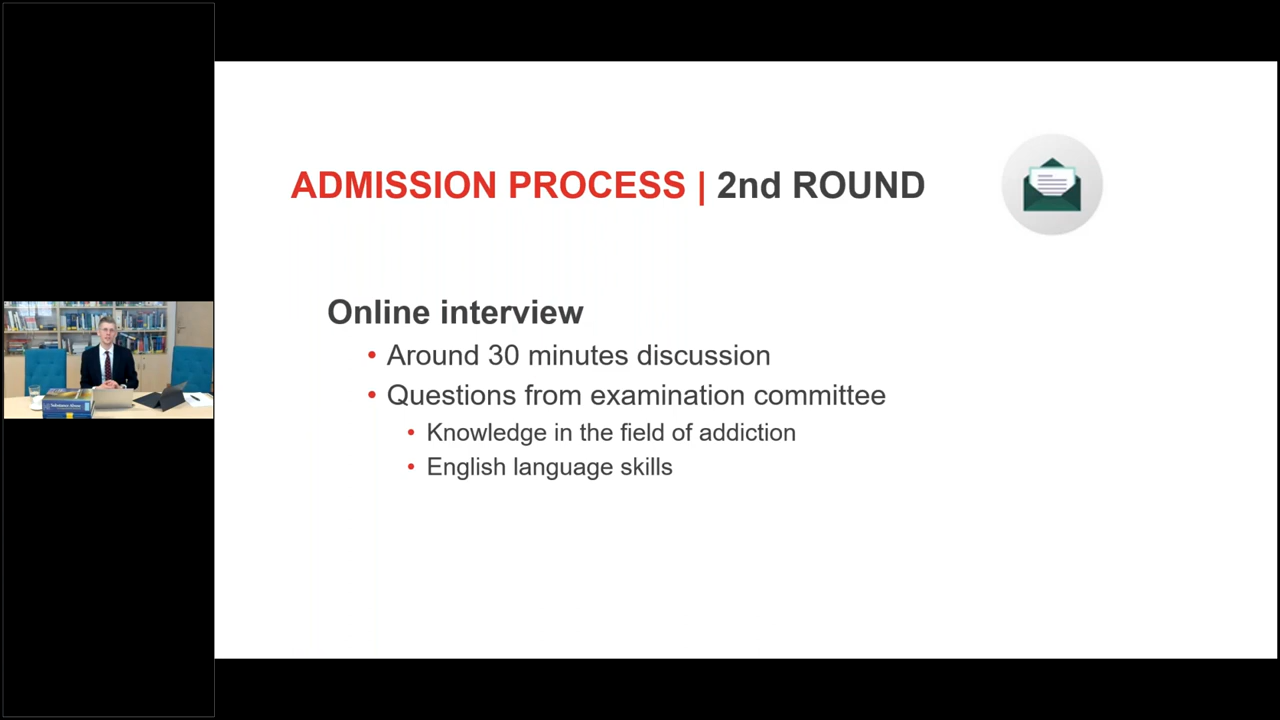 ADMISSION PROCESS | 2nd ROUND
Online interview
• Around 30 minutes discussion
• Questions from examination committee
• Knowledge in the field of addiction
• English language skills